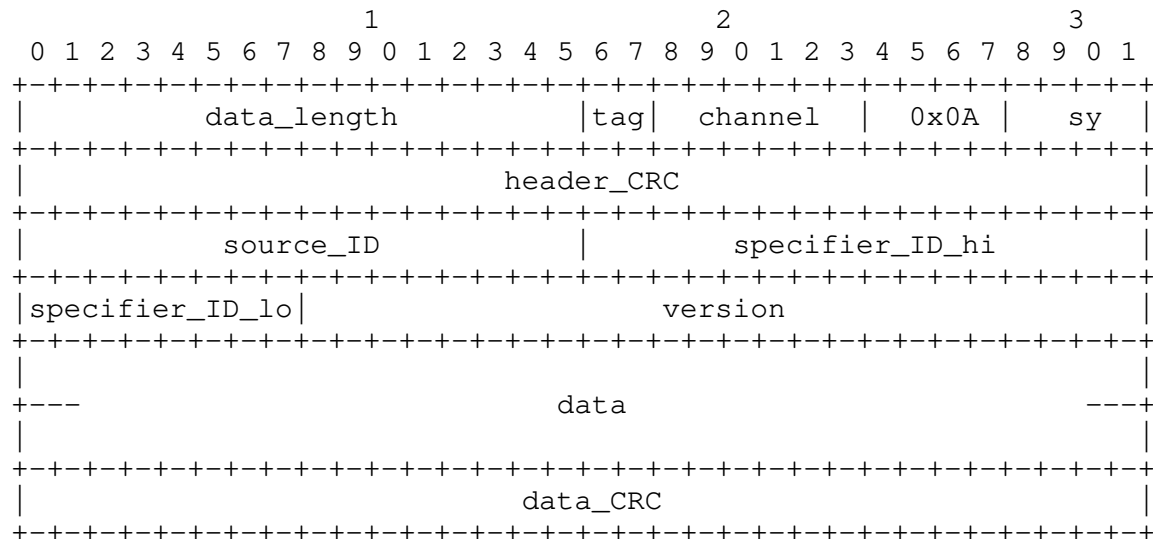 1                   2                   3
0 1 2 3 4 5 6 7 8 9 0 1 2 3 4 5 6 7 8 9 0 1 2 3 4 5 6 7 8 9 0 1
+-+-+-+-+-+-+-+-+-+-+-+-+-+-+-+-+-+-+-+-+-+-+-+-+-+-+-+-+-+-+-+-+
|          data_length          |tag|  channel  |  0x0A |   sy  |
+-+-+-+-+-+-+-+-+-+-+-+-+-+-+-+-+-+-+-+-+-+-+-+-+-+-+-+-+-+-+-+-+
|                           header_CRC                          |
+-+-+-+-+-+-+-+-+-+-+-+-+-+-+-+-+-+-+-+-+-+-+-+-+-+-+-+-+-+-+-+-+
|           source_ID           |        specifier_ID_hi        |
+-+-+-+-+-+-+-+-+-+-+-+-+-+-+-+-+-+-+-+-+-+-+-+-+-+-+-+-+-+-+-+-+
|specifier_ID_lo|                    version                    |
+-+-+-+-+-+-+-+-+-+-+-+-+-+-+-+-+-+-+-+-+-+-+-+-+-+-+-+-+-+-+-+-+
|                                                               |
+---                           data                          ---+
|                                                               |
+-+-+-+-+-+-+-+-+-+-+-+-+-+-+-+-+-+-+-+-+-+-+-+-+-+-+-+-+-+-+-+-+
|                            data_CRC                           |
+-+-+-+-+-+-+-+-+-+-+-+-+-+-+-+-+-+-+-+-+-+-+-+-+-+-+-+-+-+-+-+-+